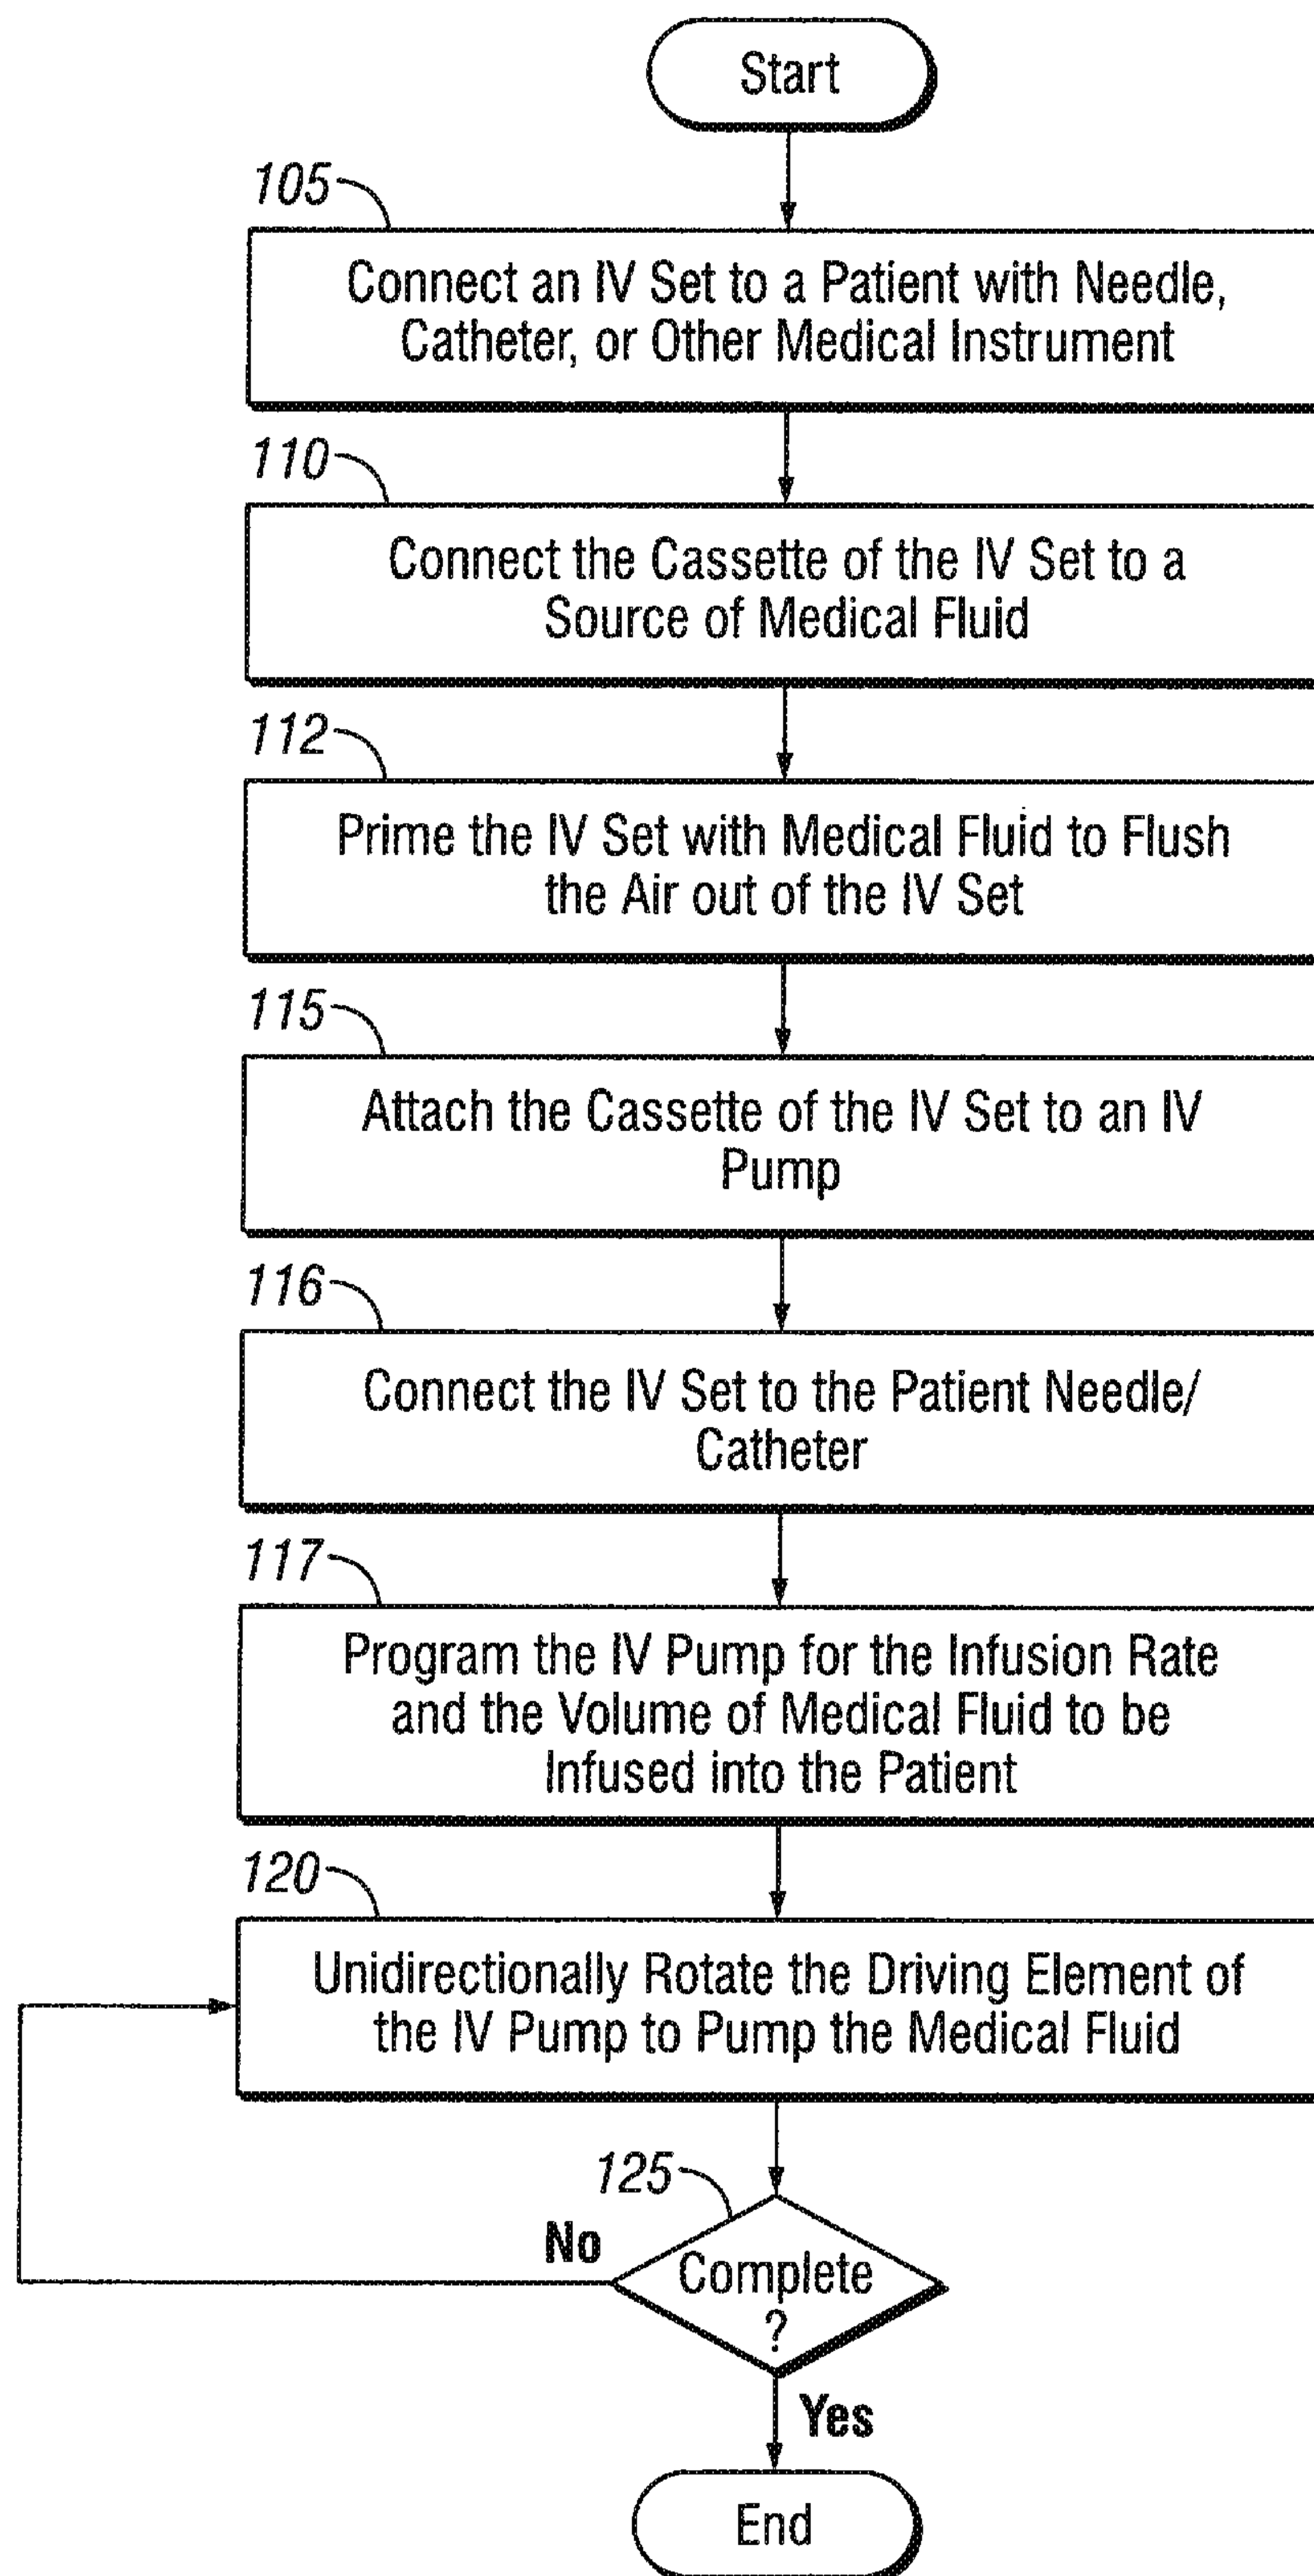 Start
105
Connect an IV Set to a Patient with Needle,
Catheter, or Other Medical Instrument
110
Connect the Cassette of the IV Set to a
Source of Medical Fluid
112
Prime the IV Set with Medical Fluid to Flush
the Air out of the IV Set
115
Attach the Cassette of the IV Set to an IV
Pump
116
Connect the IV Set to the Patient Needle/
Catheter
117
Program the IV Pump for the Infusion Rate
and the Volume of Medical Fluid to be
Infused into the Patient
120
Unidirectionally Rotate the Driving Element of
the IV Pump to Pump the Medical Fluid
125
No
Complete
?
Yes
End